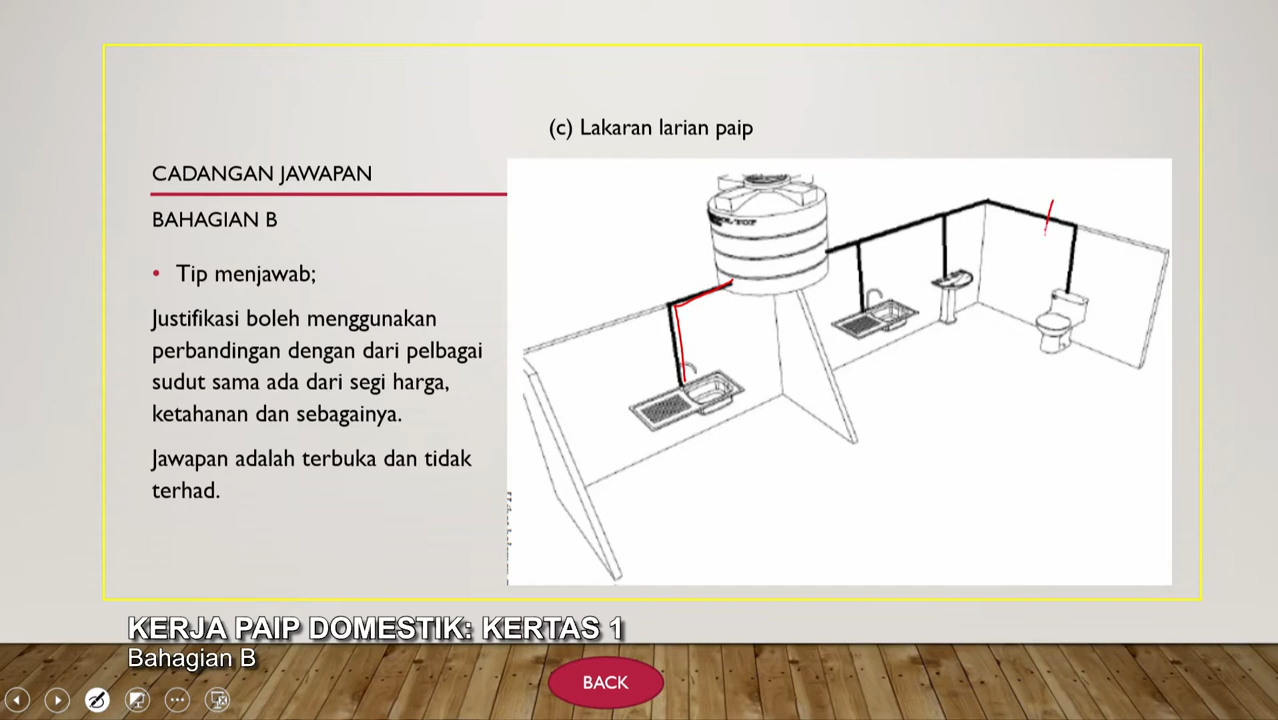 (c) Lakaran larian paip
CADANGAN JAWAPAN
BAHAGIAN B
• Tip menjawab;
Justifikasi boleh menggunakan
perbandingan dengan dari pelbagai
sudut sama ada dari segi harga,
ketahanan dan sebagainya.
Jawapan adalah terbuka dan tidak
terhad.
KERJA PAIP DOMESTIK: KERTAS 1
Bahagian B
BACK